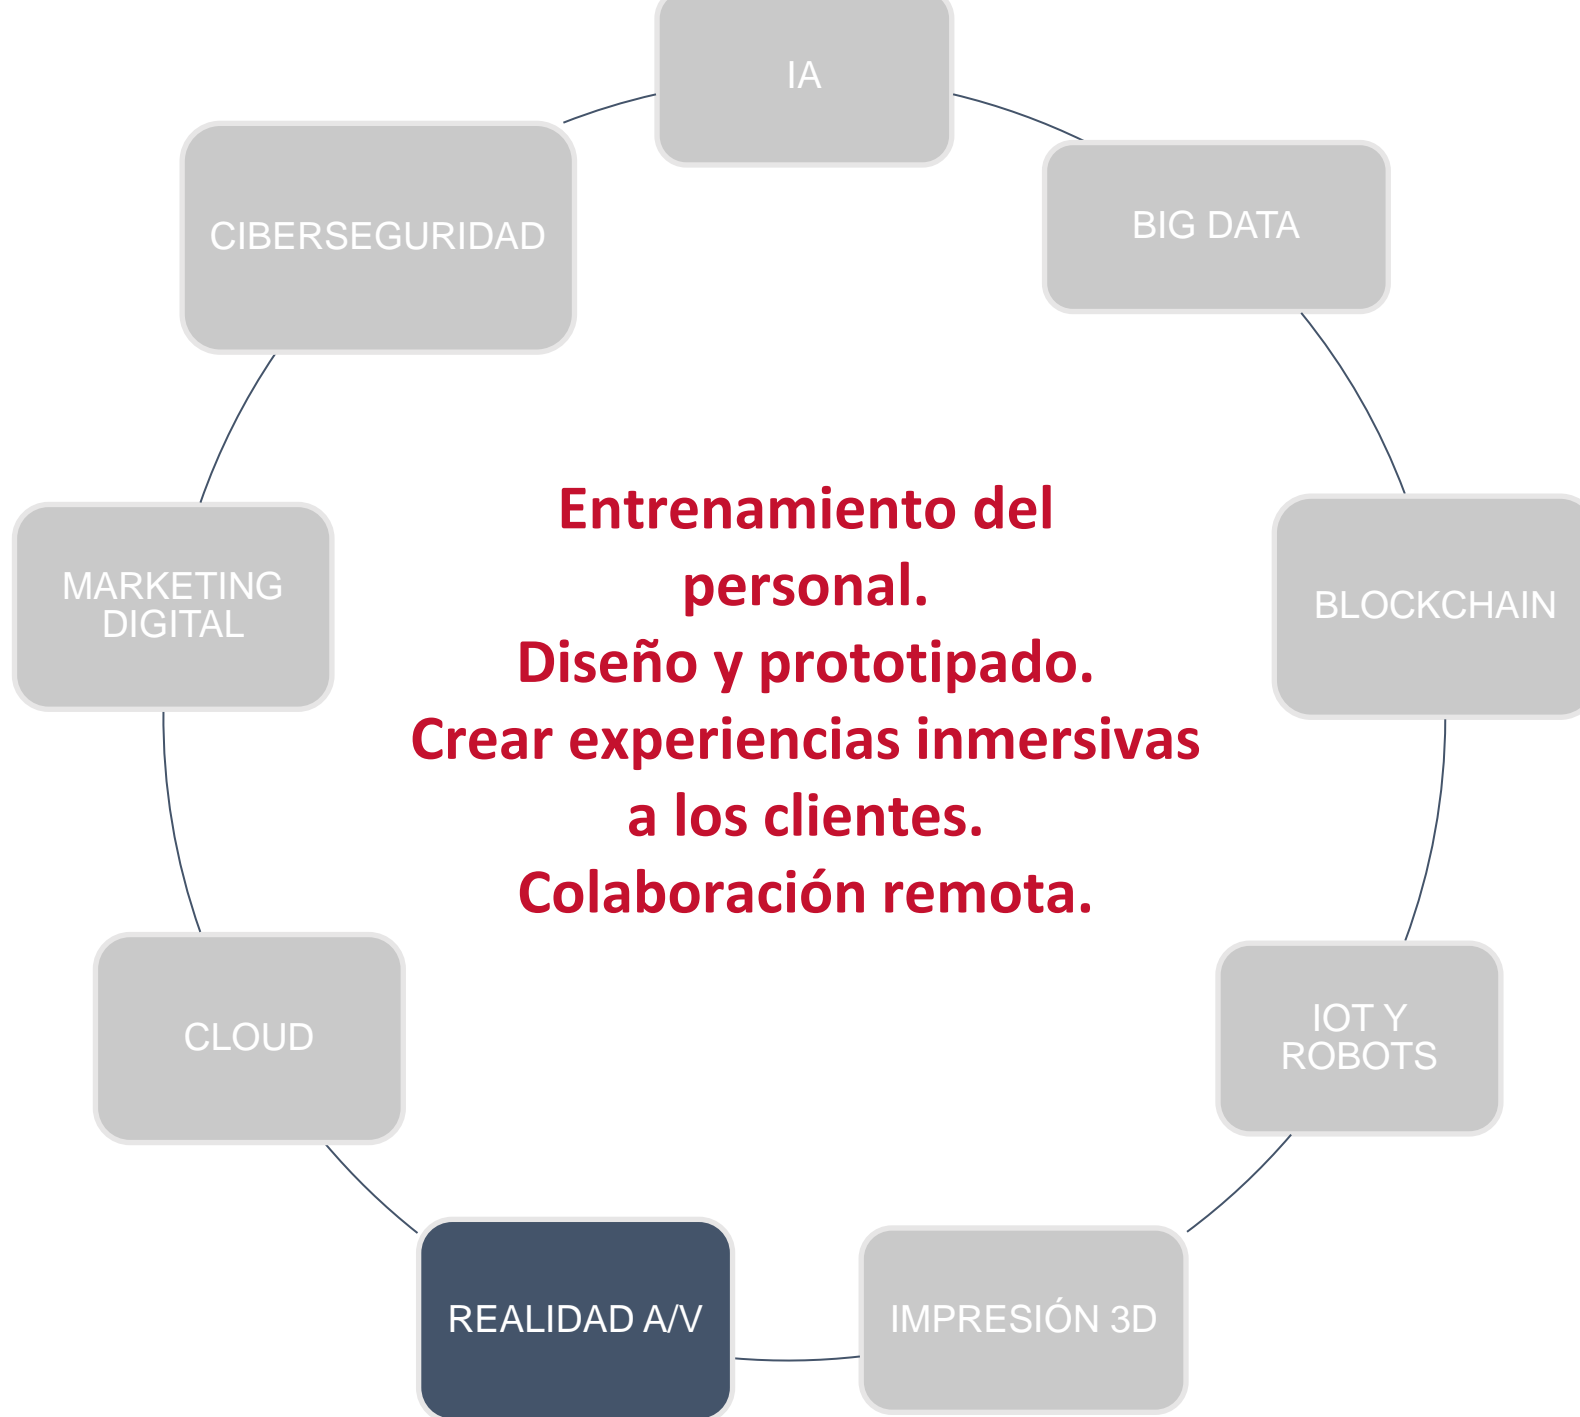 IA
BIG DATA
CIBERSEGURIDAD
Entrenamiento del
personal.
Diseño y prototipado.
Crear experiencias inmersivas
a los clientes.
Colaboración remota.
MARKETING
DIGITAL
BLOCKCHAIN
CLOUD
IOT Y
ROBOTS
REALIDAD A/V
IMPRESIÓN 3D